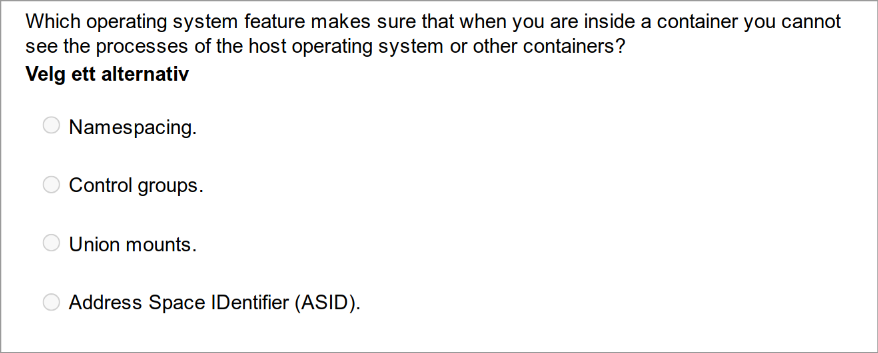 Which operating system feature makes sure that when you are inside a container you cannot
see the processes of the host operating system or other containers?
Velg ett alternativ
Namespacing.
Control groups.
Union mounts.
Address Space IDentifier (ASID).